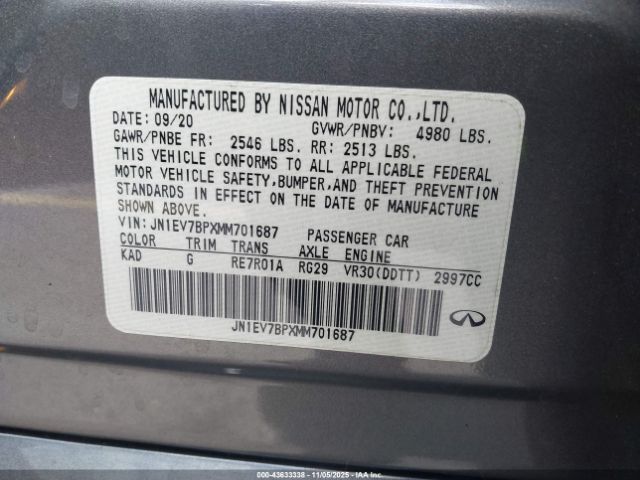 MANUFACTURED BY NISSAN MOTOR CO.,LTD.
DATE: 09/20 GVWR/PNBV: 4980 LBS.
GAWR/PNBE FR: 2546 LBS. RR: 2513 LBS.
THIS VEHICLE CONFORMS TO ALL APPLICABLE FEDERAL
MOTOR VEHICLE SAFETY,BUMPER,AND THEFT PREVENTION
STANDARDS IN EFFECT ON THE DATE OF MANUFACTURE
SHOWN ABOVE.
VIN: JN1EV7BPXMM701687 PASSENGER CAR
COLOR TRIM TRANS AXLE ENGINE
KAD G RE7R01A RG29 VR30(DDTT) 2997CC
JN1EV7BPXMM701687
000-43633338 - 11/05/2025 - IAAI.COM